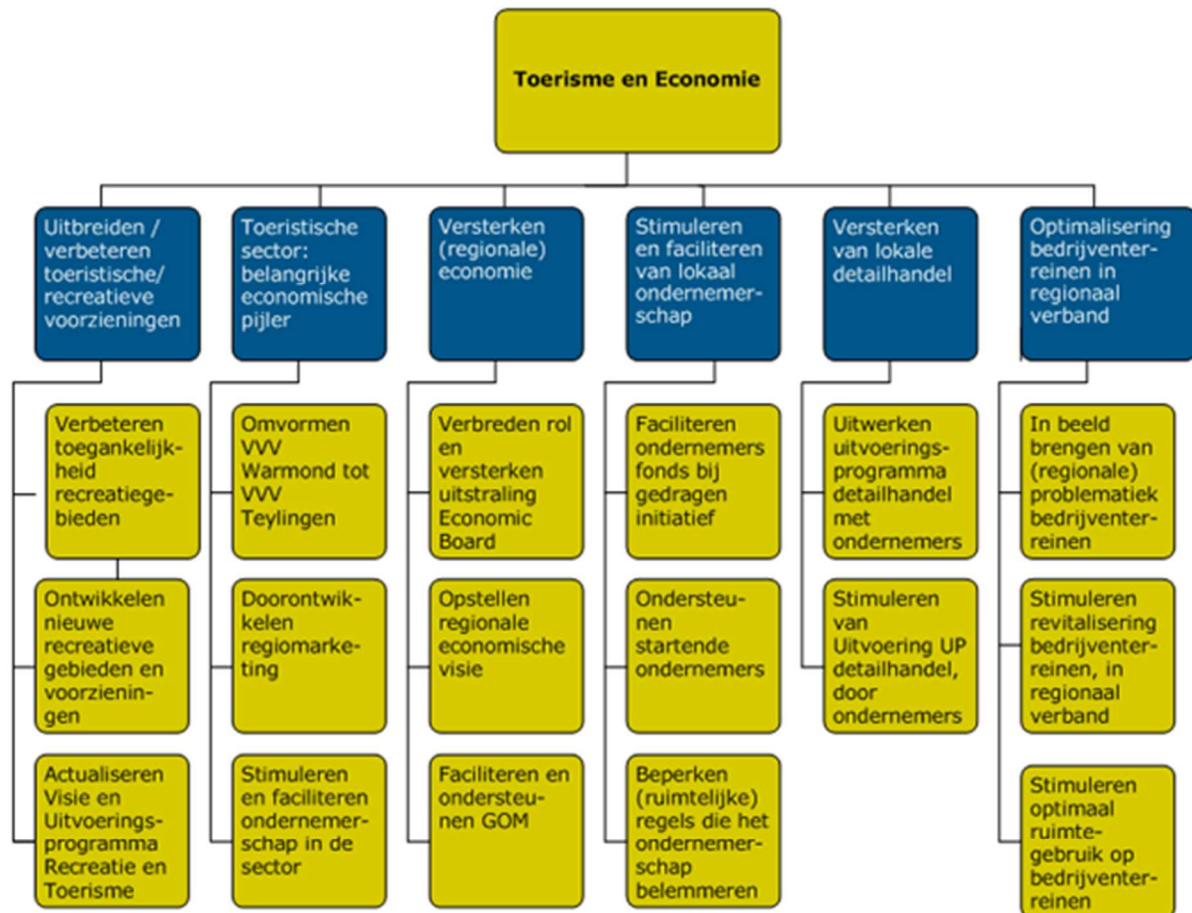 Toerisme en Economie
Uitbreiden /
verbeteren
toeristische/
recreatieve
voorzieningen
Toeristische
sector:
belangrijke
economische
pijler
Versterken
(regionale)
economie
Stimuleren
en faciliteren
van lokaal
ondernemer-
schap
Versterken
van lokale
detailhandel
Optimalisering
bedrijventer-
reinen in
regionaal
verband
Verbeteren
toegankelijk-
heid
recreatiege-
bieden
Omvormen
VVV
Warmond tot
VVV
Teylingen
Verbreden rol
en
versterken
uitstraling
Economic
Board
Faciliteren
ondernemers
fonds bij
gedragen
initiatief
Uitwerken
uitvoerings-
programma
detailhandel
met
ondernemers
In beeld
brengen van
(regionale)
problematiek
bedrijventer-
reinen
Ontwikkelen
nieuwe
recreatieve
gebieden en
voorzienin-
gen
Doorontwik-
kelen
regiomarke-
ting
Opstellen
regionale
economische
visie
Ondersteu-
nen
startende
ondernemers
Stimuleren
van
Uitvoering UP
detailhandel,
door
ondernemers
Stimuleren
revitalisering
bedrijventer-
reinen, in
regionaal
verband
Actualiseren
Visie en
Uitvoerings-
programma
Recreatie en
Toerisme
Stimuleren
en faciliteren
ondernemer-
schap in de
sector
Faciliteren en
ondersteu-
nen GOM
Beperken
(ruimtelijke)
regels die het
ondernemer-
schap
belemmeren
Stimuleren
optimaal
ruimte-
gebruik op
bedrijventer-
reinen